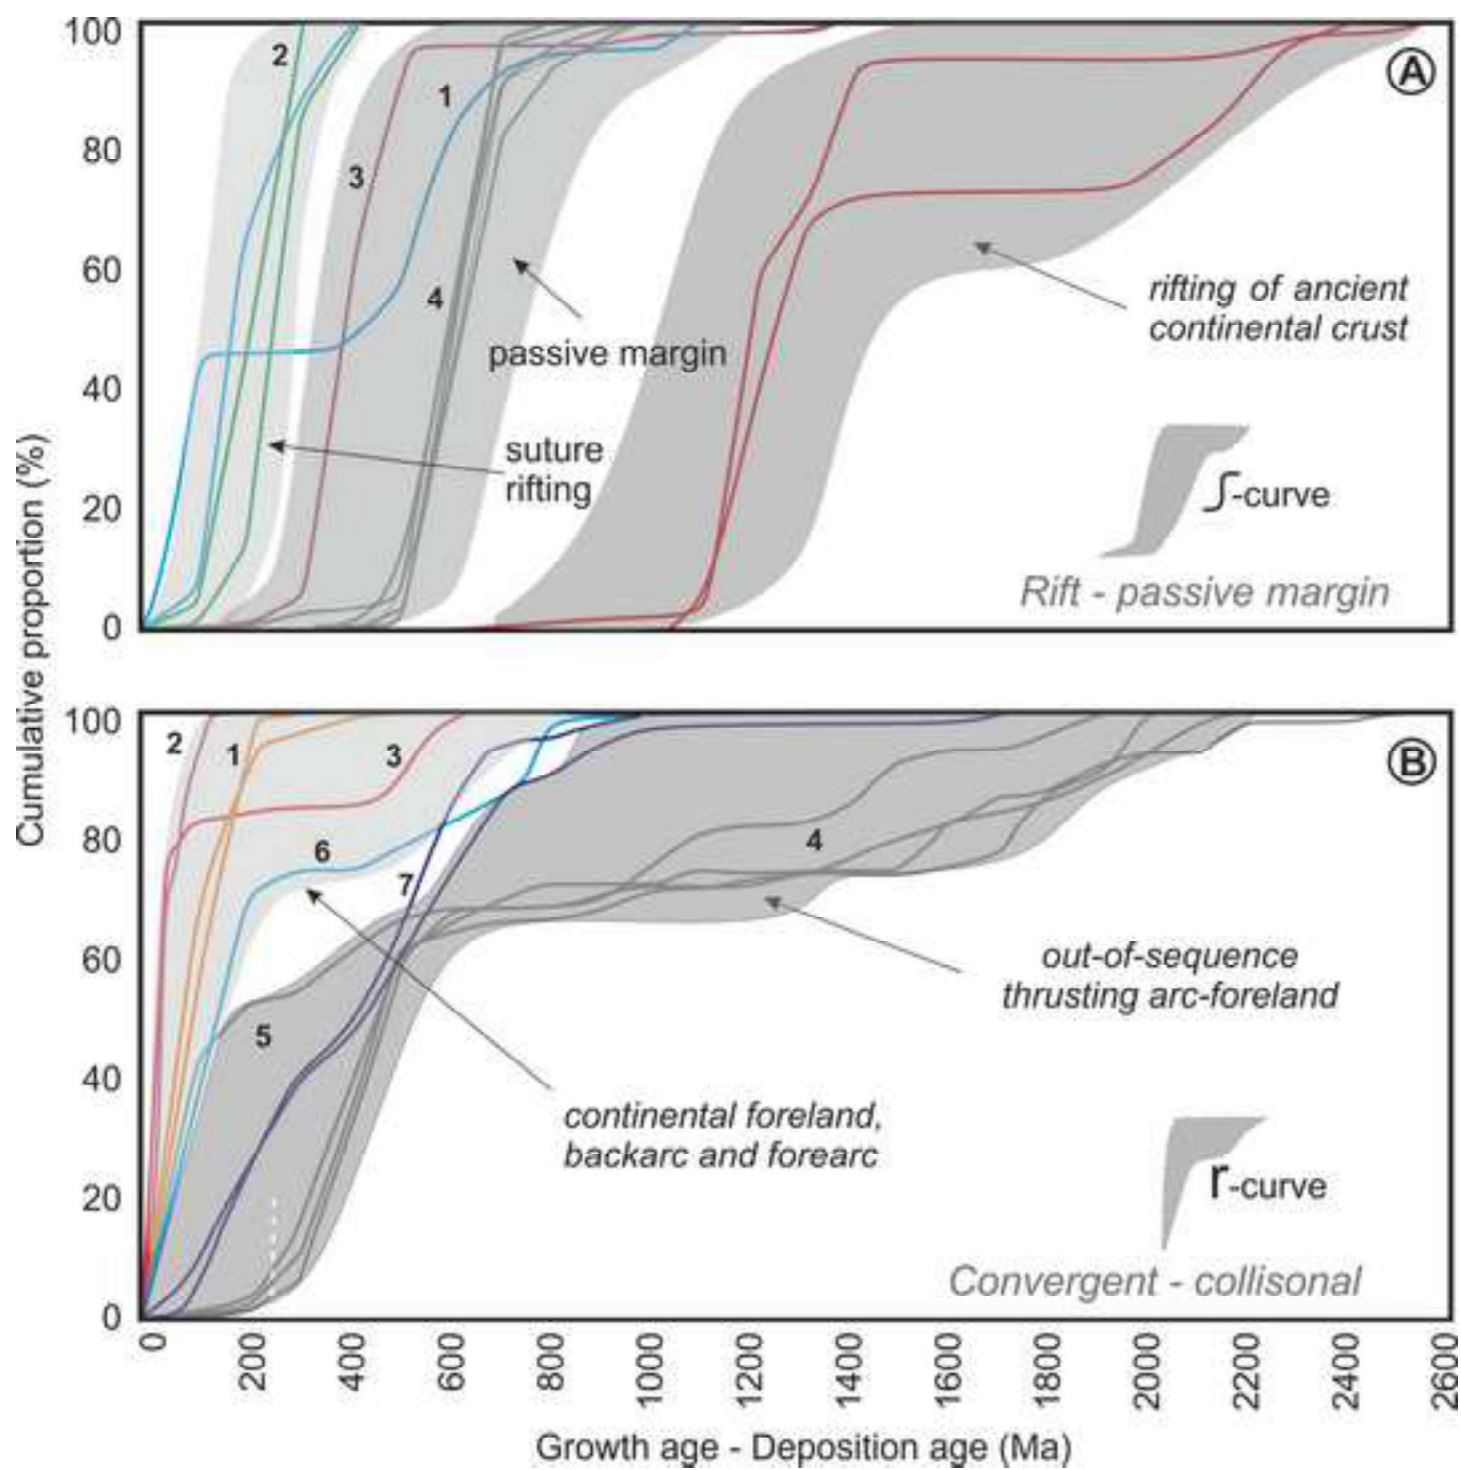 Cumulative proportion (%)
100
80
60
40
20
0
A
2
1
3
4
passive margin
suture
rifting
rifting of ancient
continental crust
ʃ-curve
Rift - passive margin
100
80
60
40
20
0
B
2
1
3
6
7
4
5
out-of-sequence
thrusting arc-foreland
continental foreland,
backarc and forearc
r-curve
Convergent - collisonal
0
200
400
600
800
1000
1200
1400
1600
1800
2000
2200
2400
2600
Growth age - Deposition age (Ma)